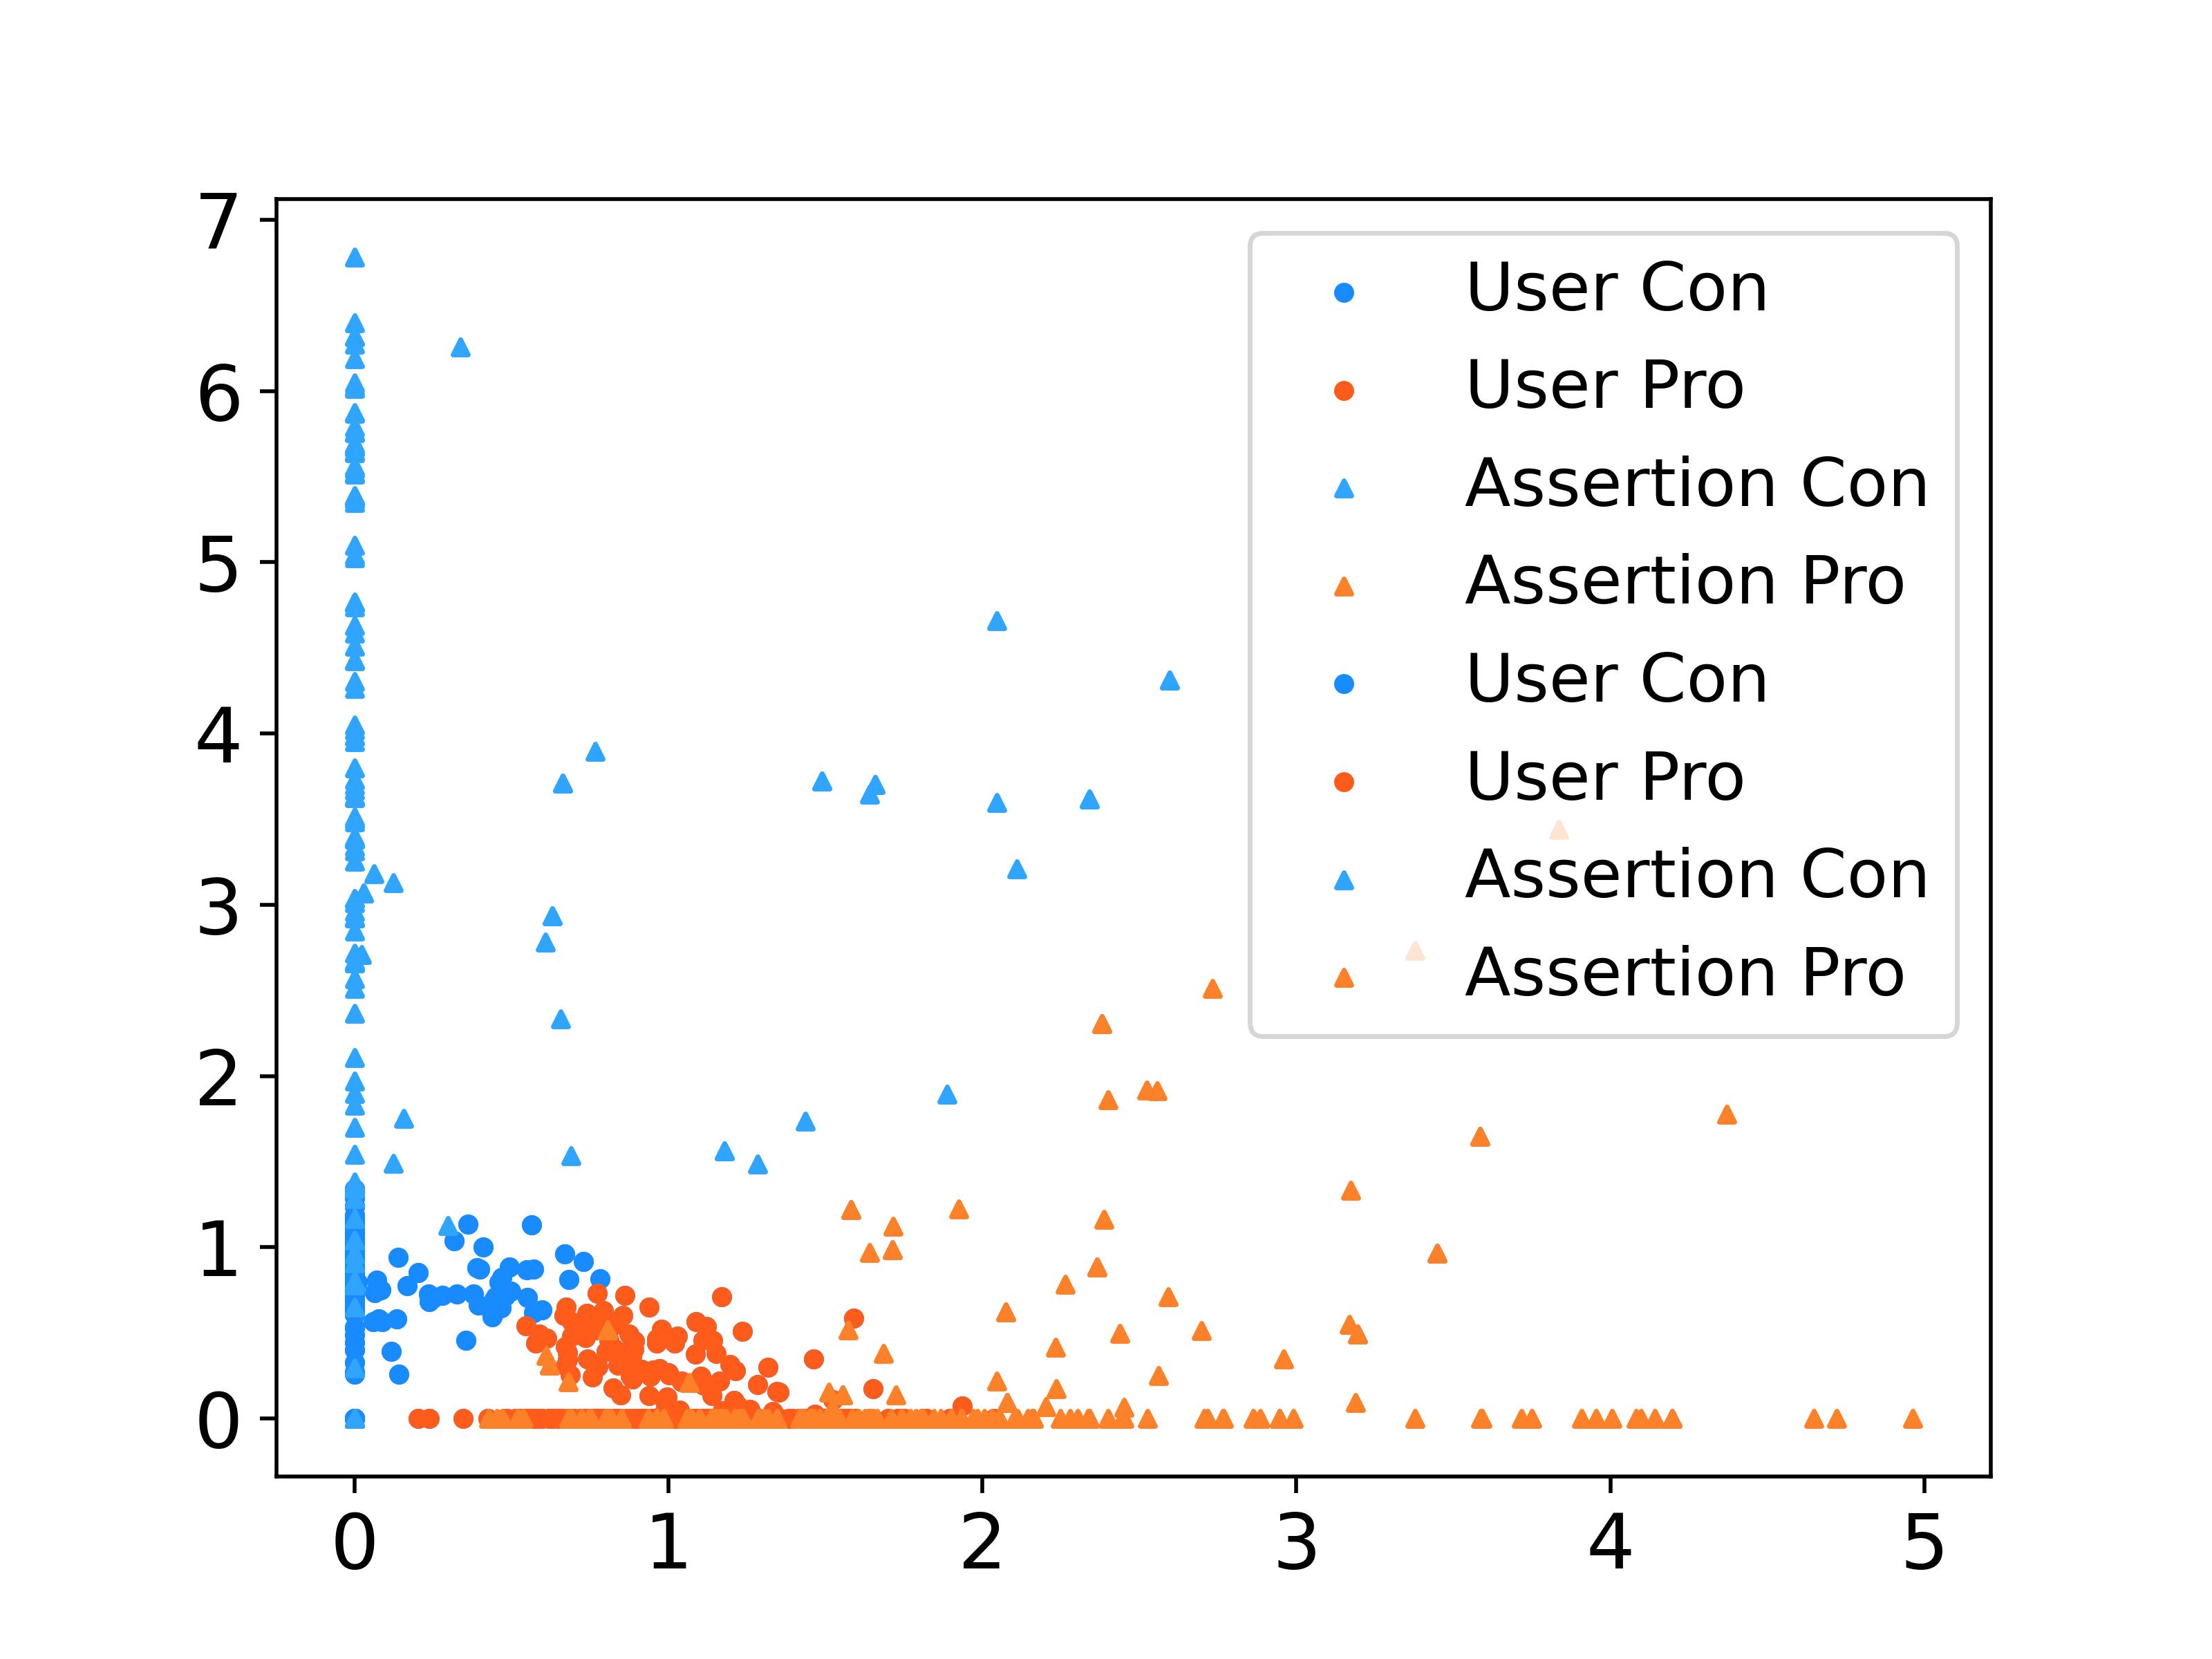 7
6
5
4
3
2
1
0
0 1 2 3 4 5
User Con
User Pro
Assertion Con
Assertion Pro
User Con
User Pro
Assertion Con
Assertion Pro